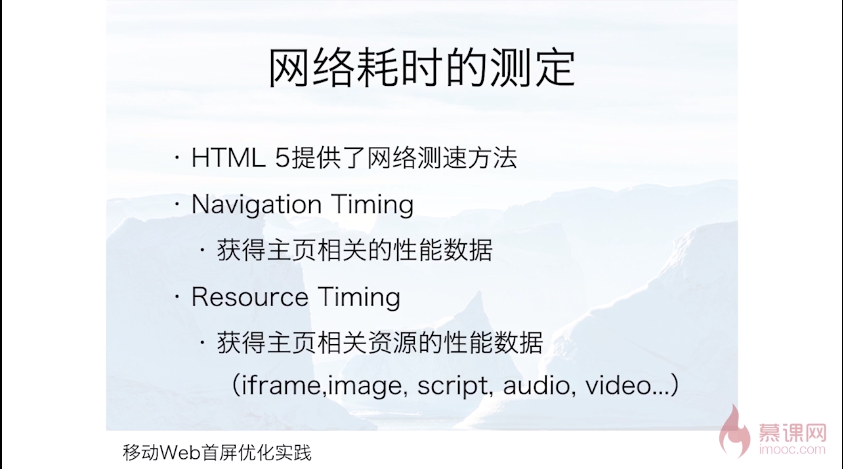 网络耗时的测定
· HTML 5提供了网络测速方法
· Navigation Timing
· 获得主页相关的性能数据
· Resource Timing
· 获得主页相关资源的性能数据
（iframe,image, script, audio, video...）
移动Web首屏优化实践
慕课网
imooc.com